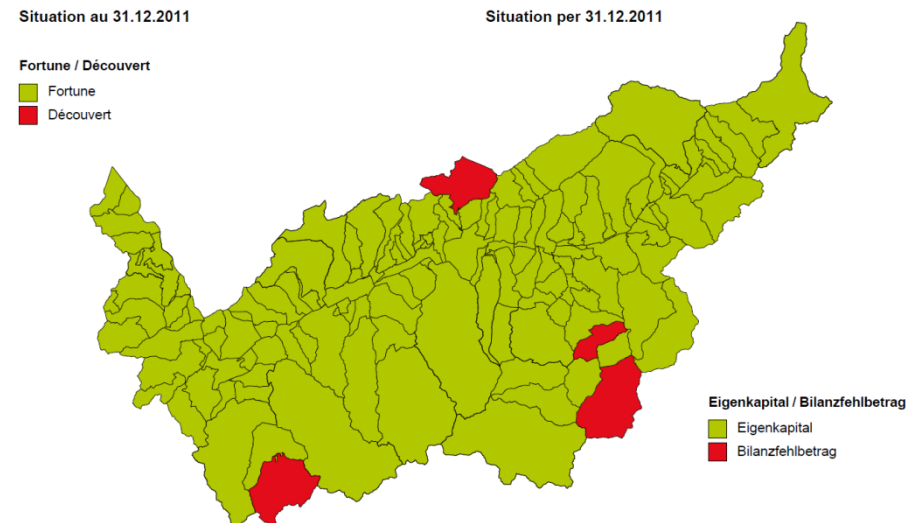 Situation au 31.12.2011
Situation per 31.12.2011
Fortune / Découvert
Fortune
Découvert
Eigenkapital / Bilanzfehlbetrag
Eigenkapital
Bilanzfehlbetrag